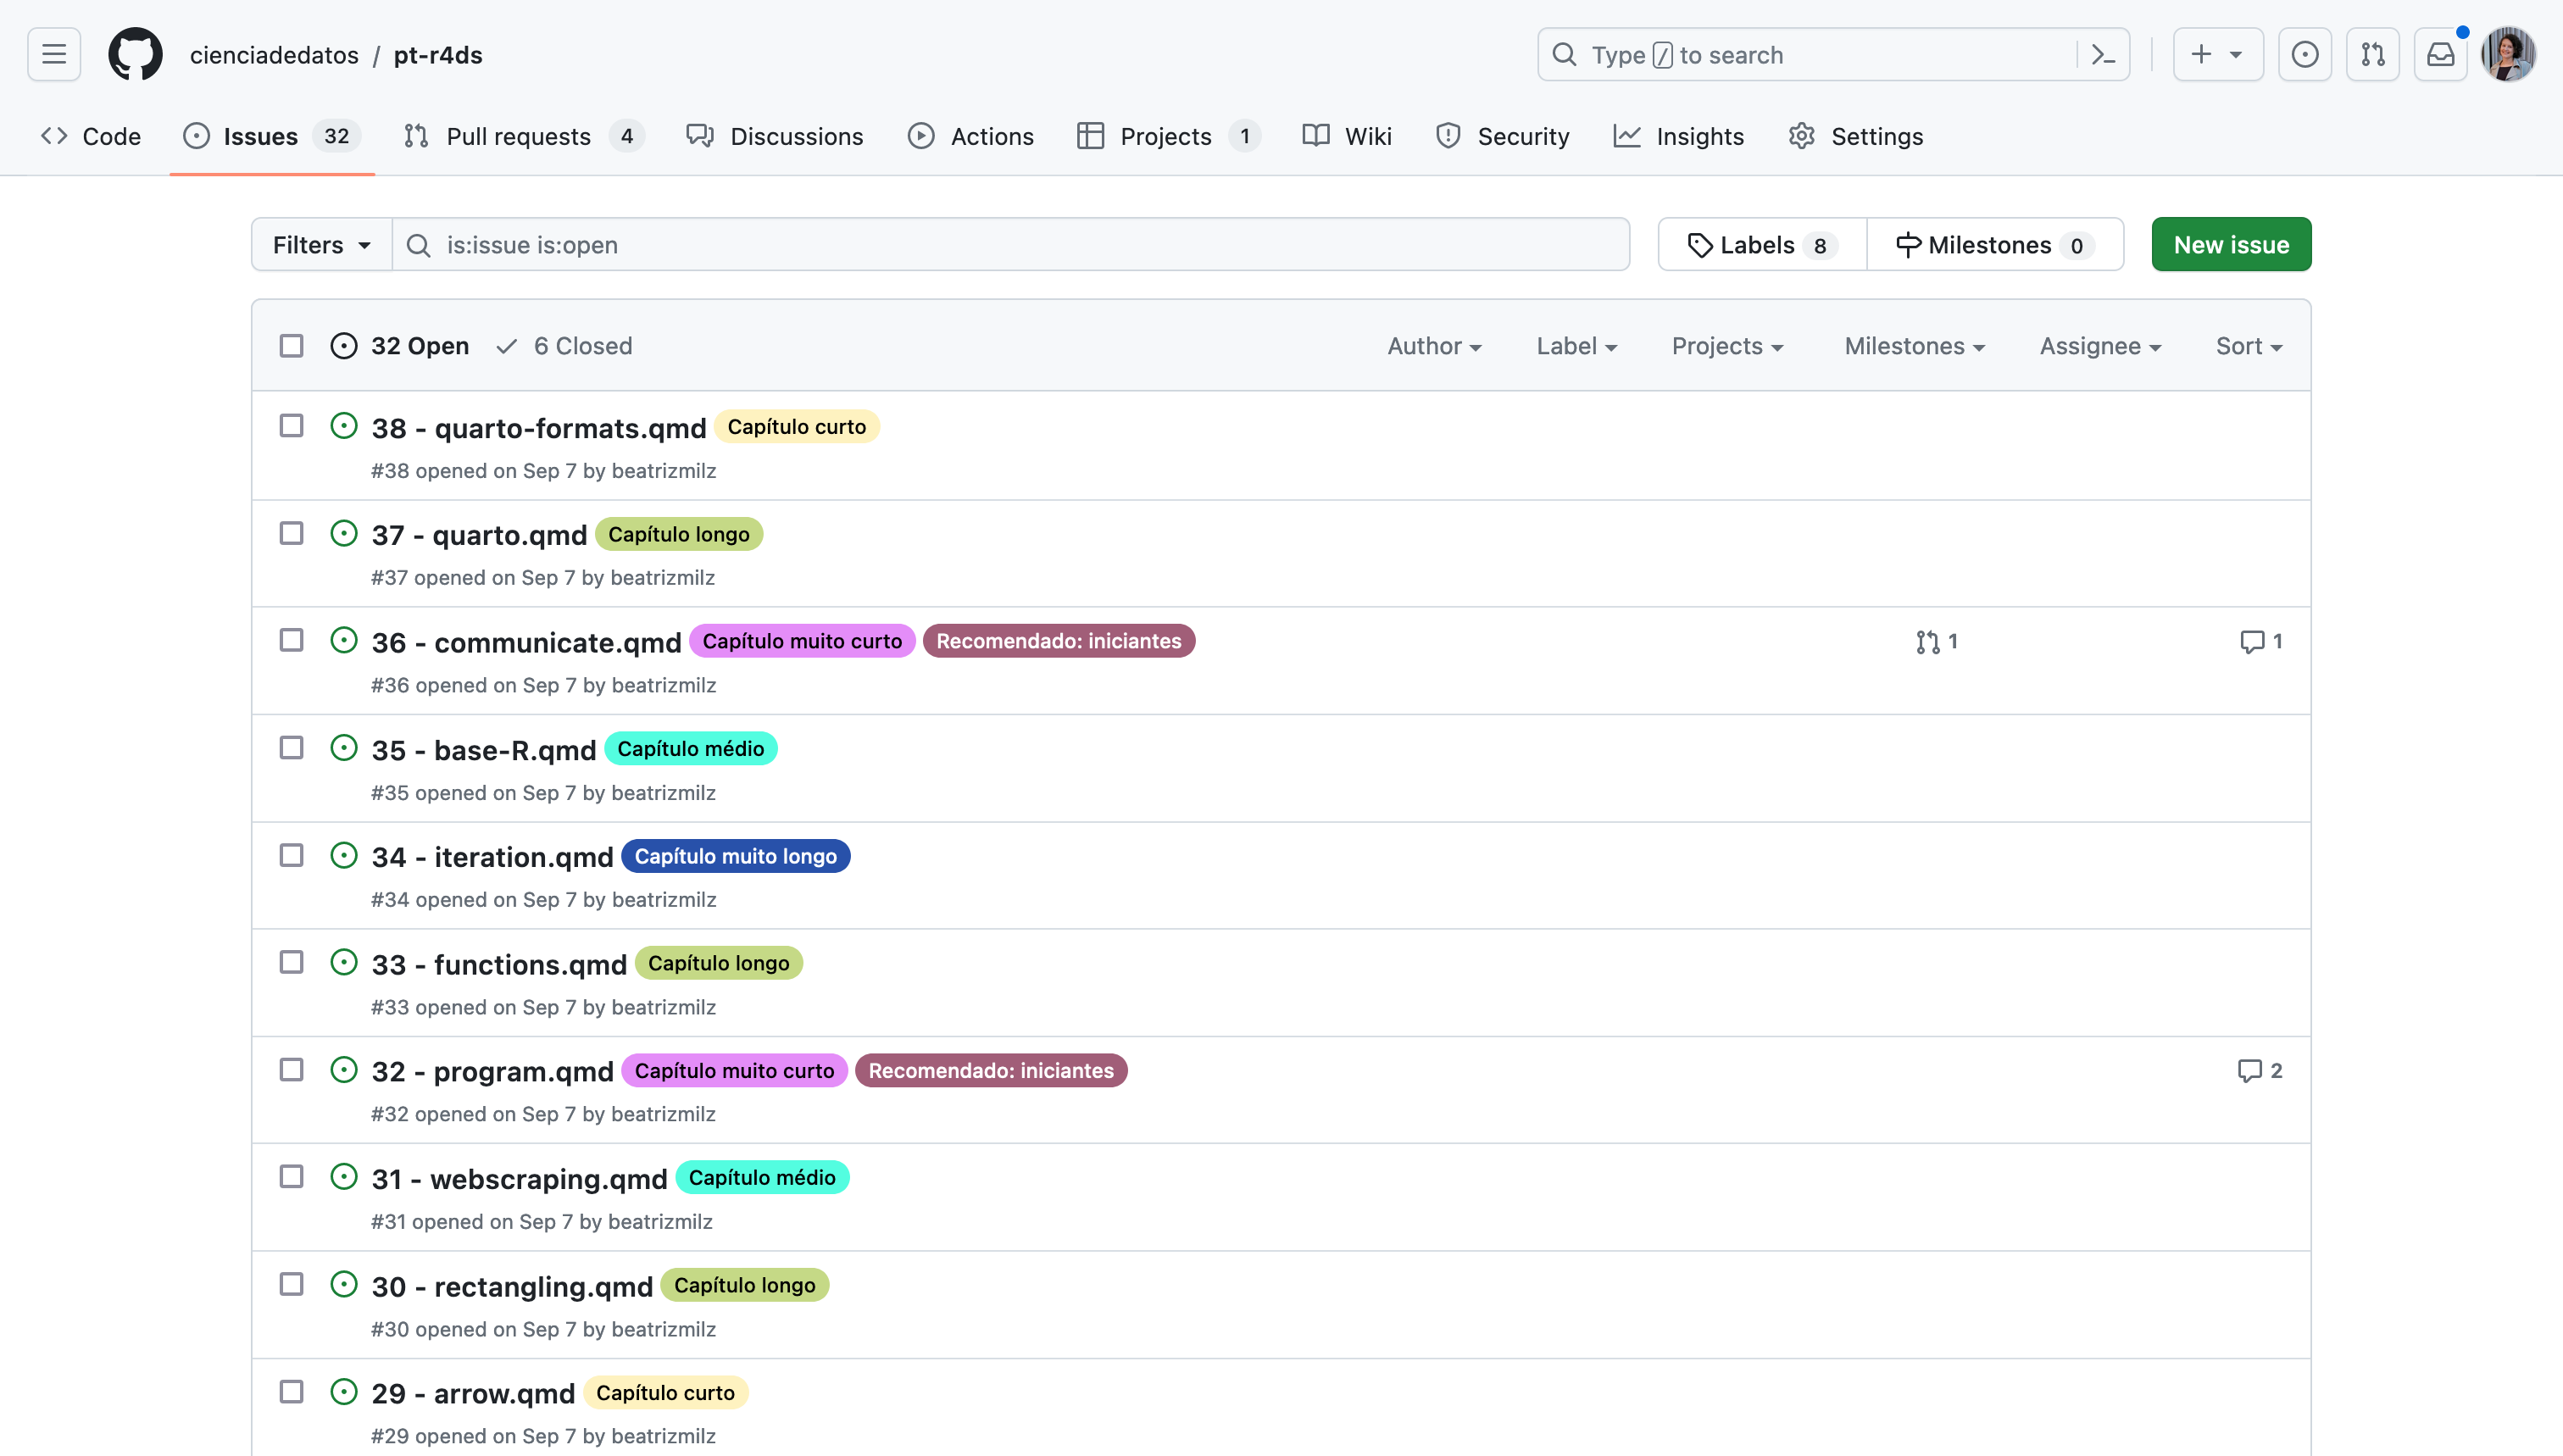 cienciadedatos / pt-r4ds
Type / to search
Code
Issues 32
Pull requests 4
Discussions
Actions
Projects 1
Wiki
Security
Insights
Settings
Filters
is:issue is:open
Labels 8
Milestones 0
New issue
32 Open
6 Closed
Author
Label
Projects
Milestones
Assignee
Sort
38 - quarto-formats.qmd Capítulo curto
#38 opened on Sep 7 by beatrizmilz
37 - quarto.qmd Capítulo longo
#37 opened on Sep 7 by beatrizmilz
36 - communicate.qmd Capítulo muito curto Recomendado: iniciantes 1 1
#36 opened on Sep 7 by beatrizmilz
35 - base-R.qmd Capítulo médio
#35 opened on Sep 7 by beatrizmilz
34 - iteration.qmd Capítulo muito longo
#34 opened on Sep 7 by beatrizmilz
33 - functions.qmd Capítulo longo
#33 opened on Sep 7 by beatrizmilz
32 - program.qmd Capítulo muito curto Recomendado: iniciantes 2
#32 opened on Sep 7 by beatrizmilz
31 - webscraping.qmd Capítulo médio
#31 opened on Sep 7 by beatrizmilz
30 - rectangling.qmd Capítulo longo
#30 opened on Sep 7 by beatrizmilz
29 - arrow.qmd Capítulo curto
#29 opened on Sep 7 by beatrizmilz